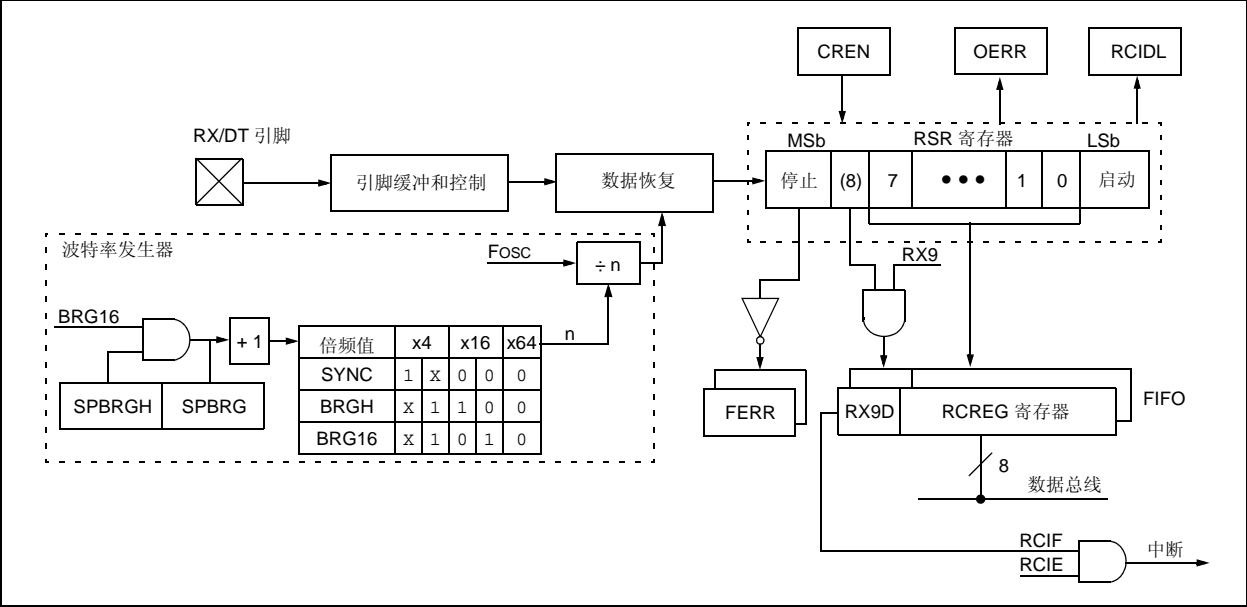 CREN
OERR
RCIDL
RX/DT 引脚
MSb
RSR 寄存器
LSb
引脚缓冲和控制
数据恢复
停止 (8) 7 ••• 1 0 启动
波特率发生器
FOSC
÷ n
RX9
BRG16
+ 1
n
倍频值 x4 x16 x64
SYNC 1 X 0 0 0
BRGH X 1 1 0 0
BRG16 X 1 0 1 0
SPBRGH SPBRG
FERR
RX9D RCREG 寄存器
FIFO
8
数据总线
RCIF
RCIE
中断